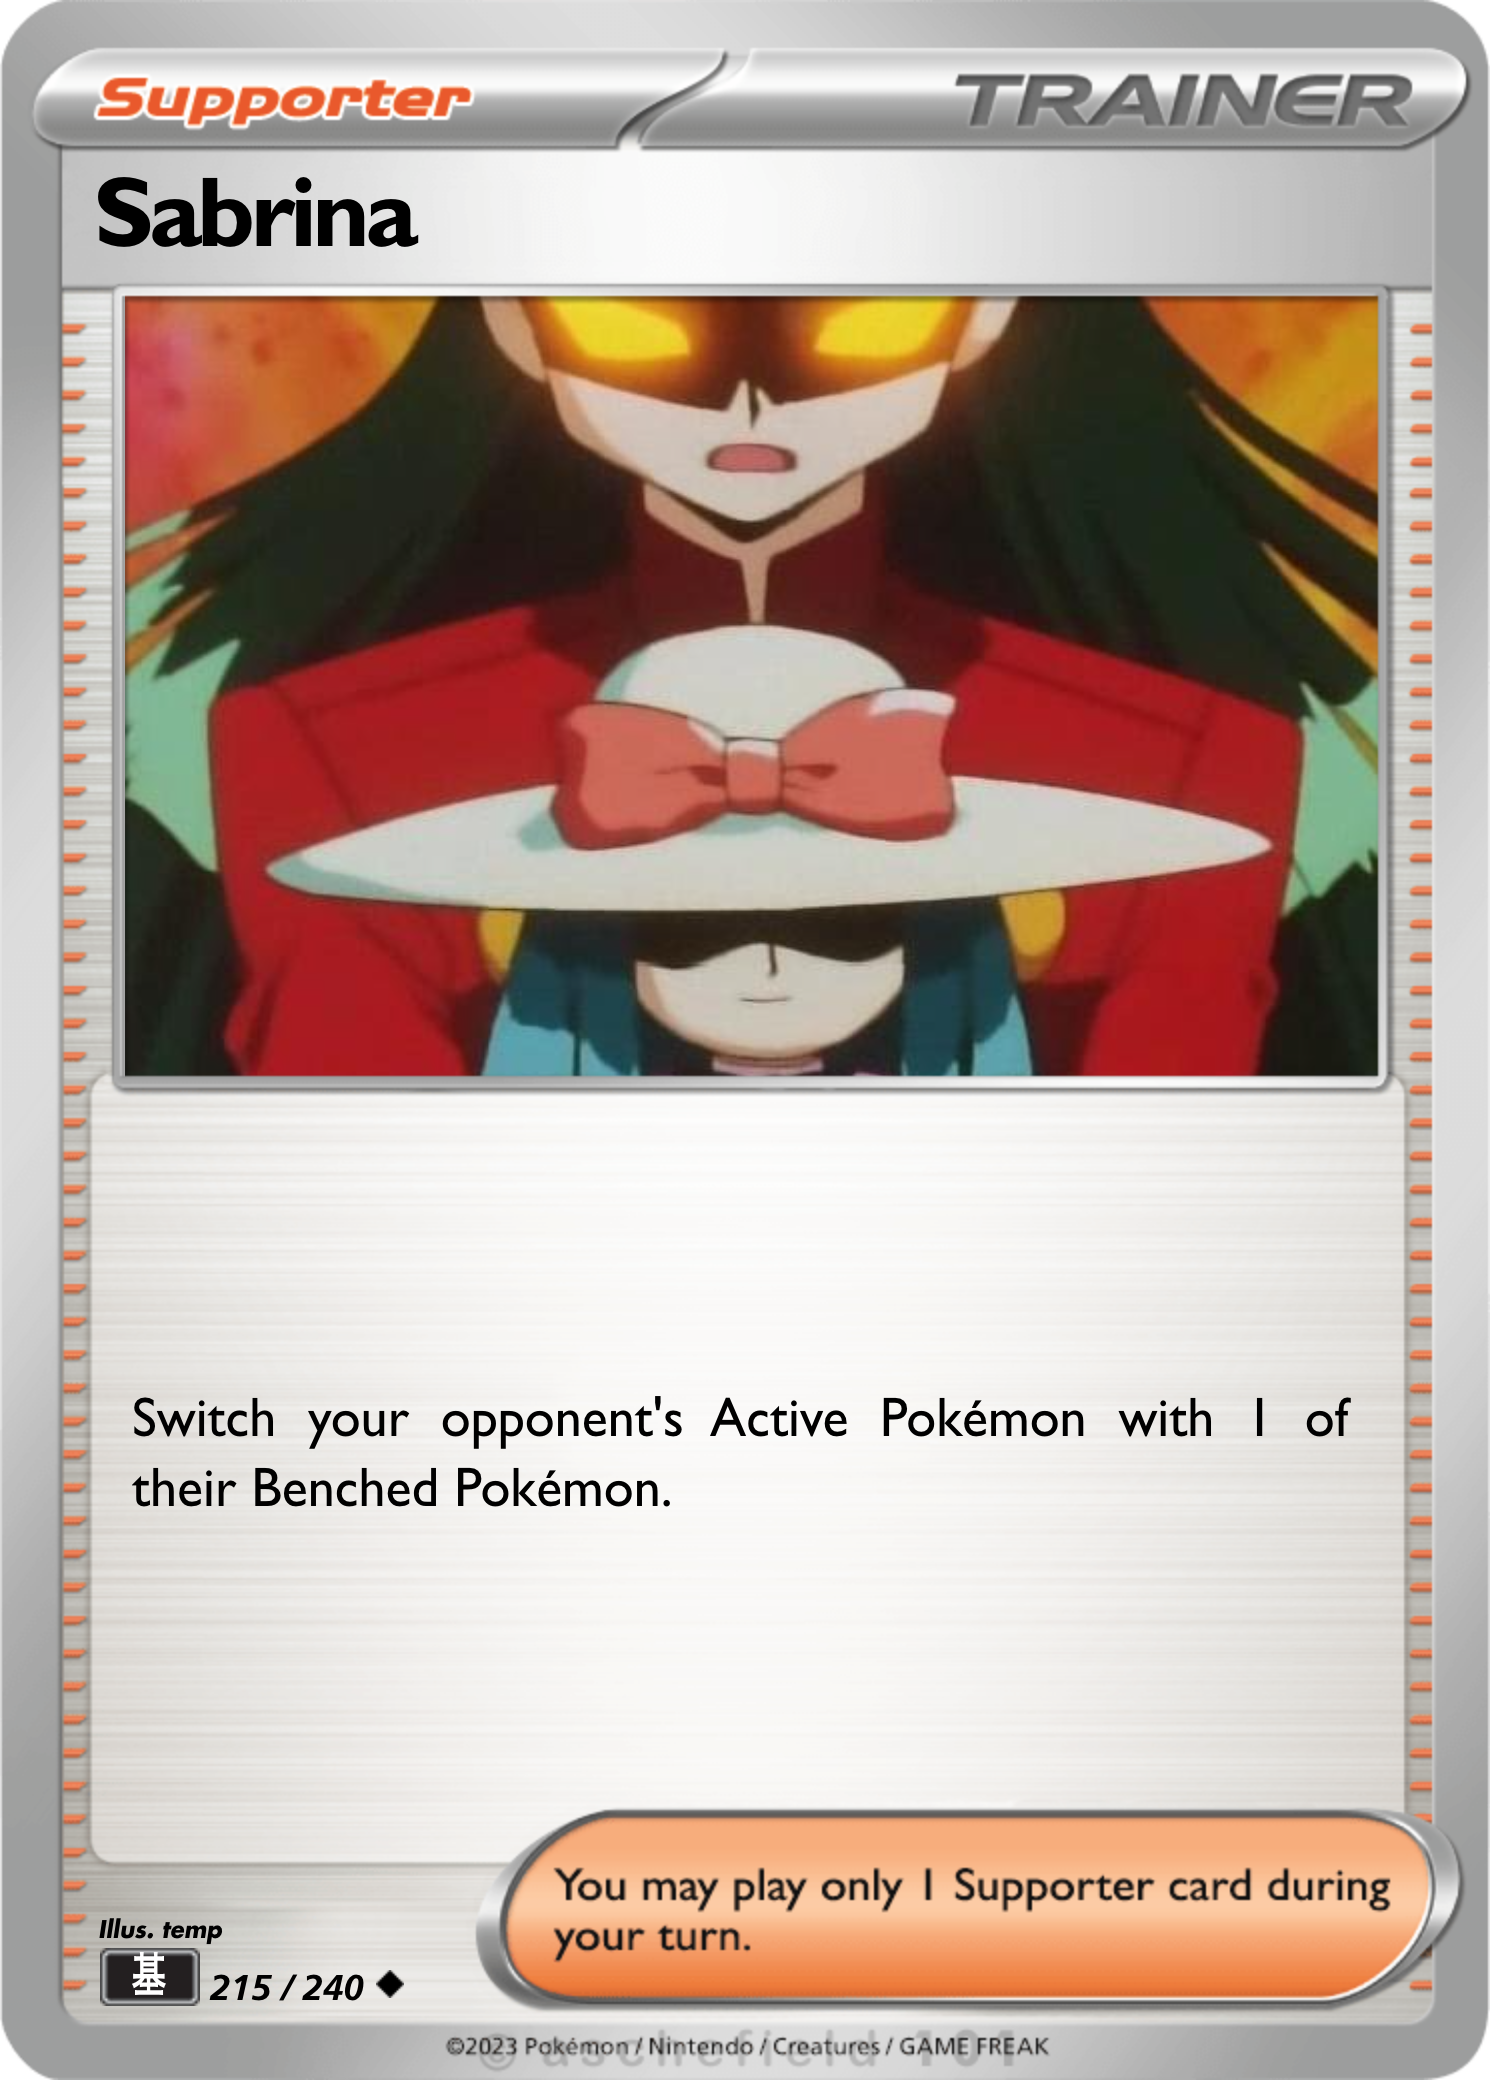 Supporter
TRAINER
Sabrina
Switch your opponent's Active Pokémon with 1 of
their Benched Pokémon.
You may play only 1 Supporter card during
your turn.
Illus. temp
基 215 / 240
©2023 Pokémon / Nintendo / Creatures / GAME FREAK